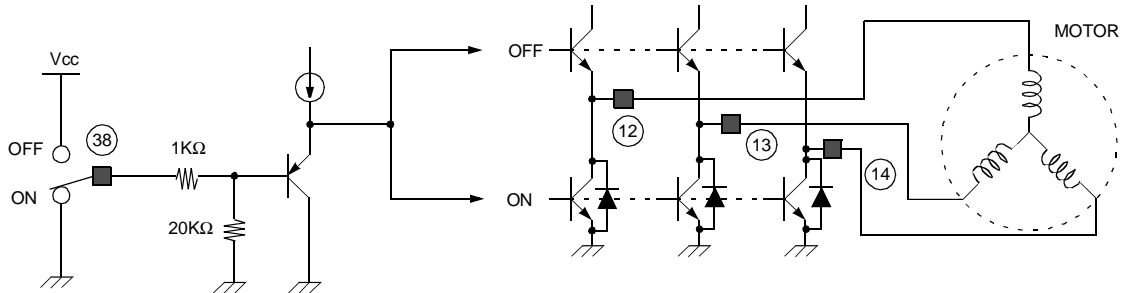 Vcc
OFF
ON
38
1KΩ
20KΩ
OFF
ON
12
13
14
MOTOR